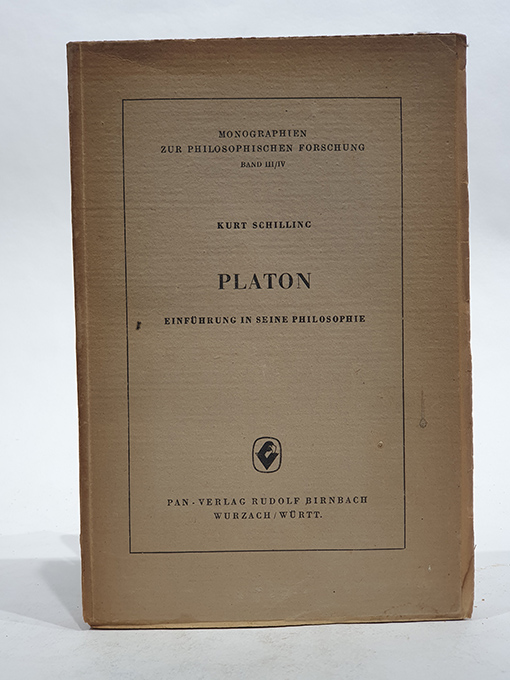 MONOGRAPHIEN
ZUR PHILOSOPHISCHEN FORSCHUNG
BAND III/IV
KURT SCHILLING
PLATON
EINFÜHRUNG IN SEINE PHILOSOPHIE
PAN-VERLAG RUDOLF BIRNBACH
WURZACH/WÜRTT.